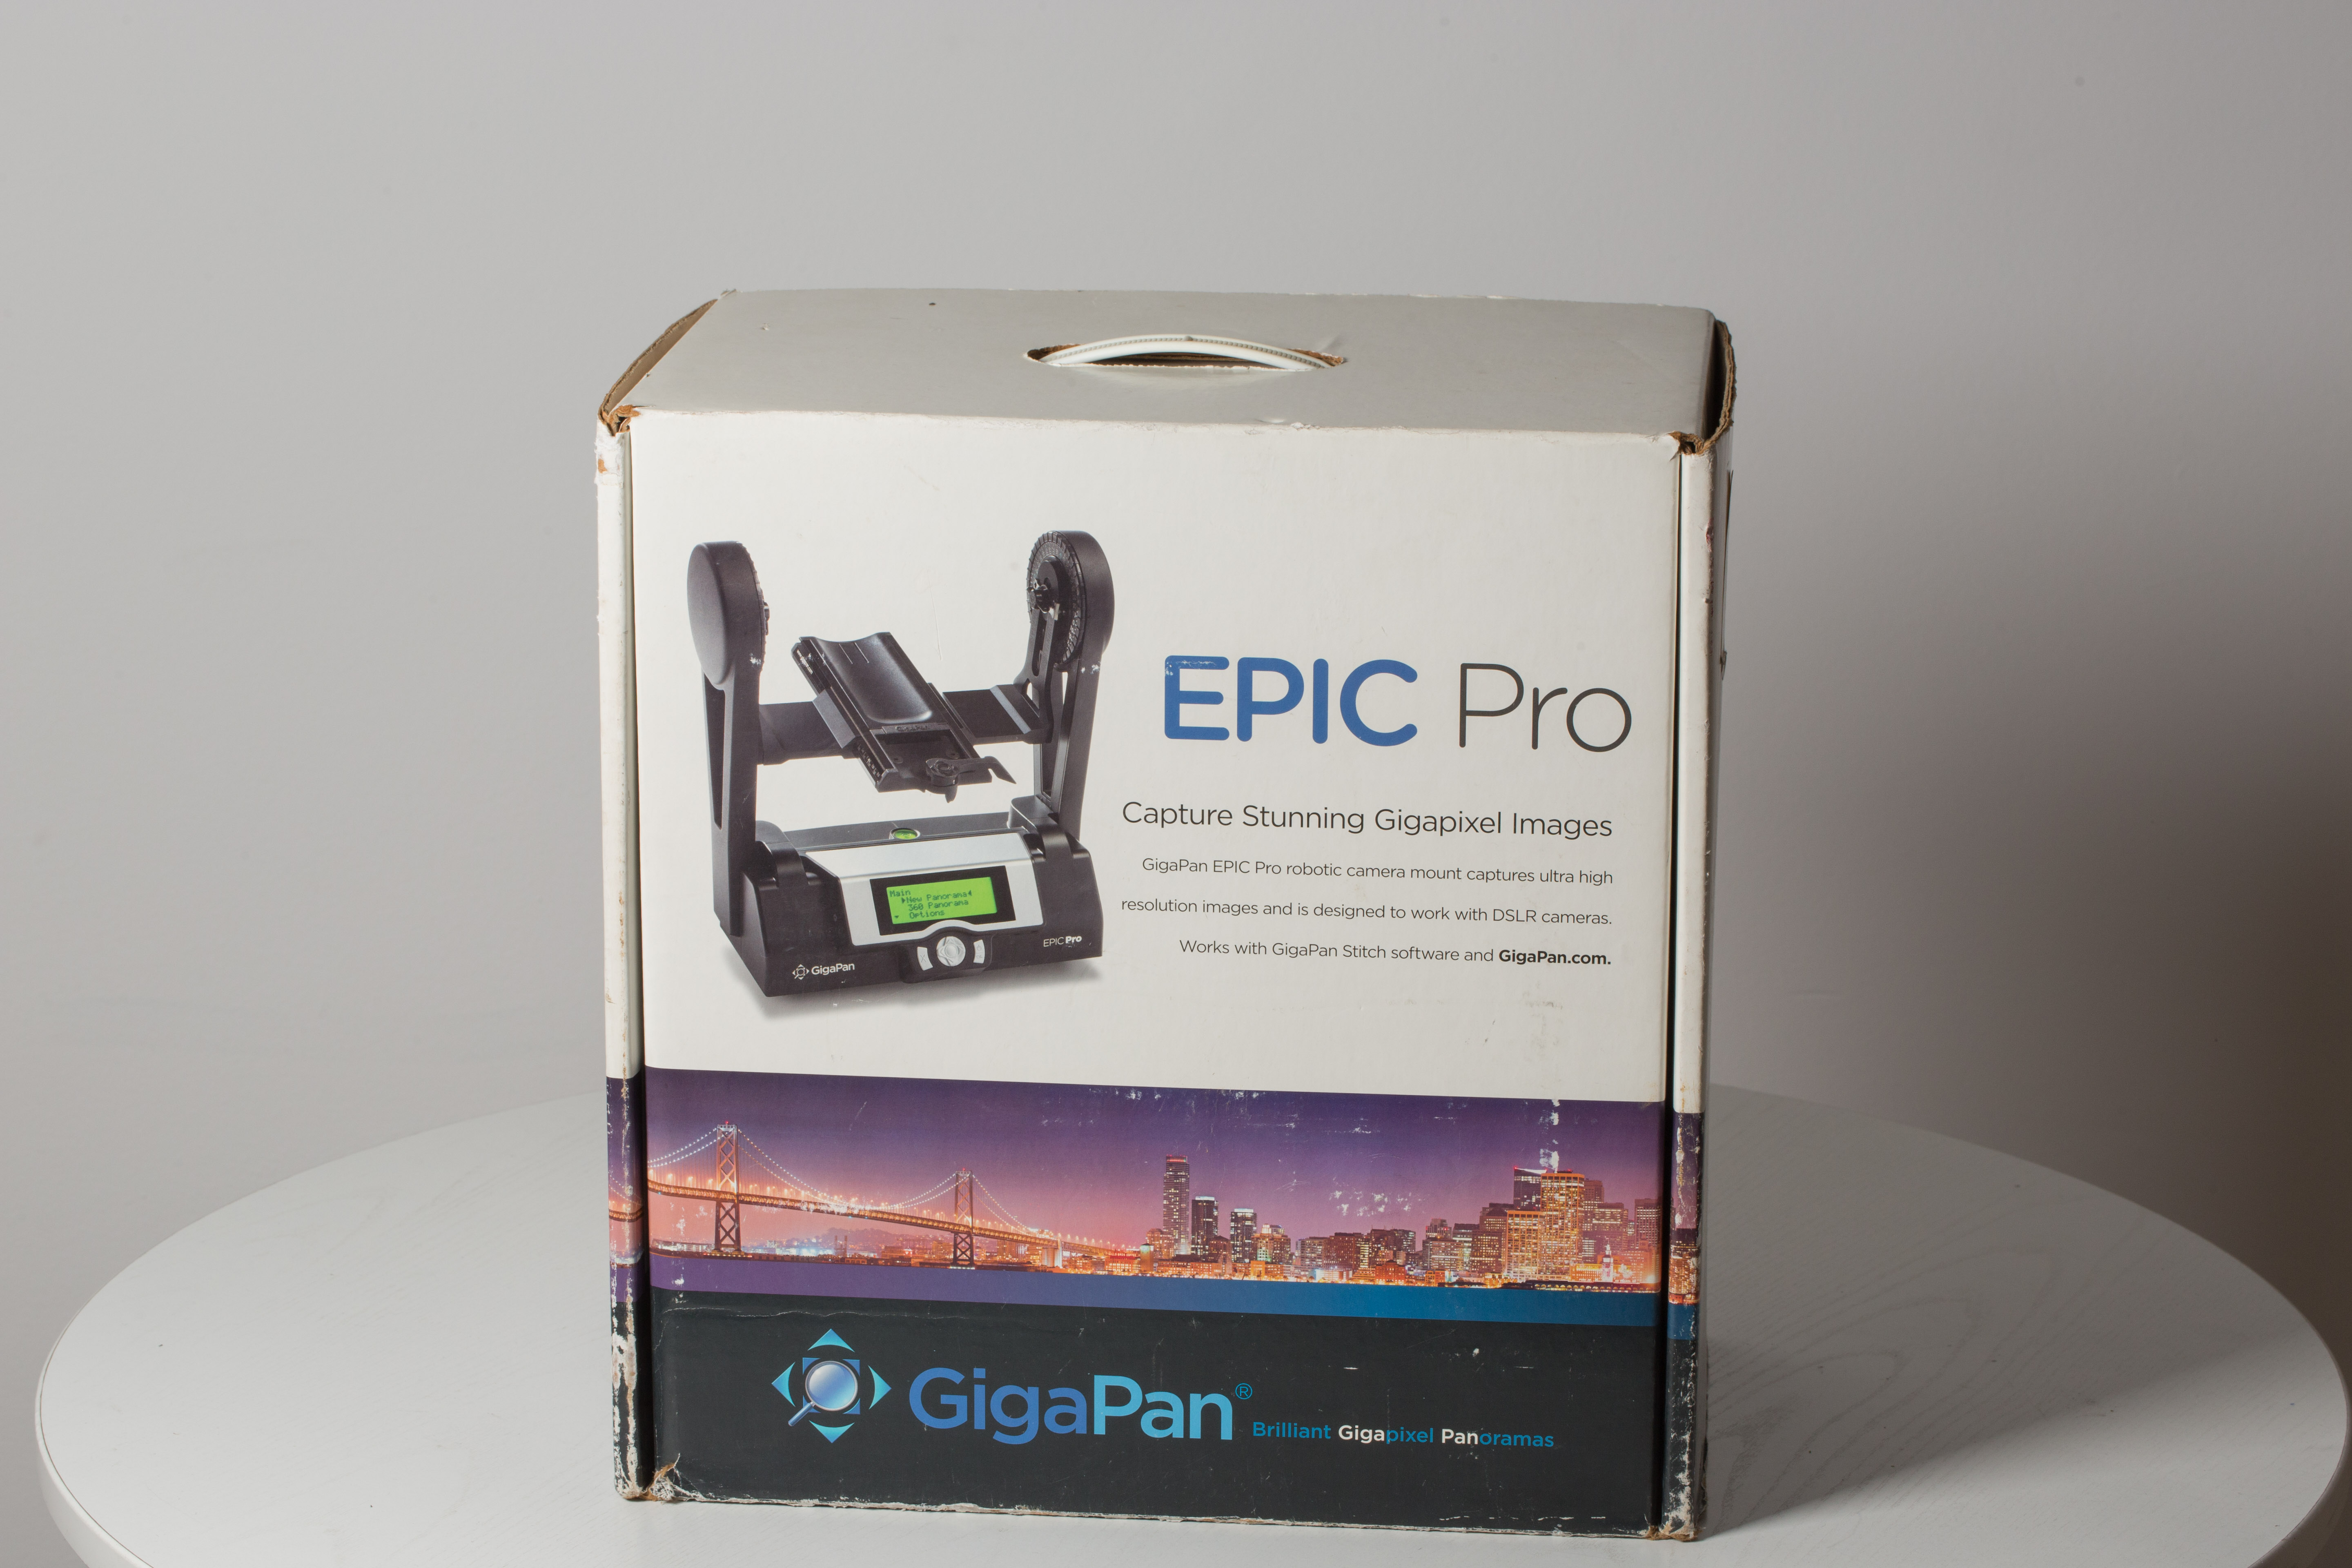 EPIC Pro
Capture Stunning Gigapixel Images
GigaPan EPIC Pro robotic camera mount captures ultra high
resolution images and is designed to work with DSLR cameras.
Works with GigaPan Stitch software and GigaPan.com.
Main
New Panorama
360 Panorama
Options
EPIC Pro
GigaPan
GigaPan®
Brilliant Gigapixel Panoramas